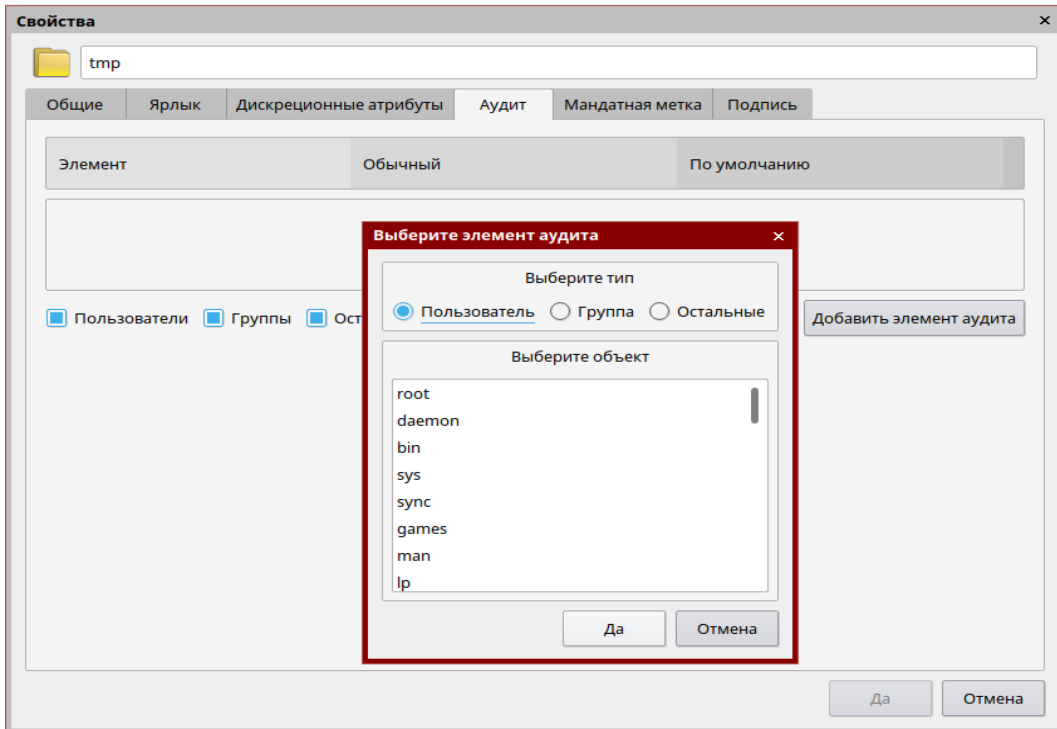 Свойства
tmp
Общие Ярлык Дискреционные атрибуты Аудит Мандатная метка Подпись
Элемент Обычный По умолчанию
Выберите элемент аудита
Выберите тип
Пользователь Группа Остальные
Пользователи Группы Ост Добавить элемент аудита
Выберите объект
root
daemon
bin
sys
sync
games
man
lp
Да Отмена
Да Отмена